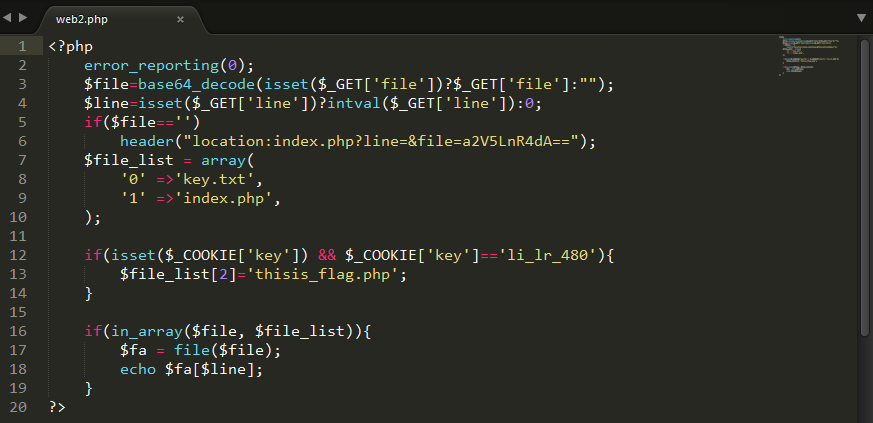 web2.php ×
1 <?php
2 error_reporting(0);
3 $file=base64_decode(isset($_GET['file'])?$_GET['file']:"");
4 $line=isset($_GET['line'])?intval($_GET['line']):0;
5 if($file=='')
6 header("location:index.php?line=&file=a2V5LnR4dA==");
7 $file_list = array(
8 '0' =>'key.txt',
9 '1' =>'index.php',
10 );
11
12 if(isset($_COOKIE['key']) && $_COOKIE['key']=='li_lr_480'){
13 $file_list[2]='thisis_flag.php';
14 }
15
16 if(in_array($file, $file_list)){
17 $fa = file($file);
18 echo $fa[$line];
19 }
20 ?>